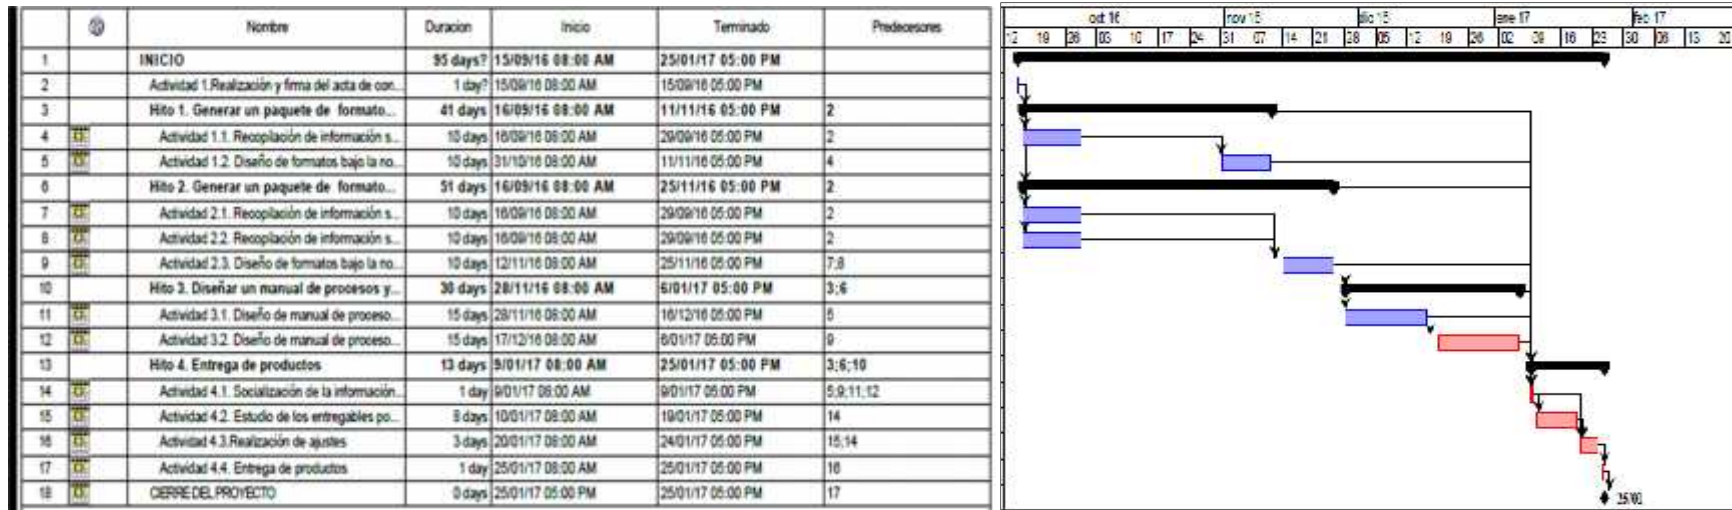 Nombre Duracion Inicio Terminado Predecesores
1 INICIO 95 days? 15/09/16 08:00 AM 25/01/17 05:00 PM
2 Actividad 1.Realización y firma del acta de con... 1 day? 15/09/16 08:00 AM 15/09/16 05:00 PM
3 Hito 1. Generar un paquete de formato... 41 days 16/09/16 08:00 AM 11/11/16 05:00 PM 2
4 Actividad 1.1. Recopilación de información s... 10 days 16/09/16 08:00 AM 29/09/16 05:00 PM 2
5 Actividad 1.2. Diseño de formatos bajo la no... 10 days 31/10/16 08:00 AM 11/11/16 05:00 PM 4
6 Hito 2. Generar un paquete de formato... 51 days 16/09/16 08:00 AM 25/11/16 05:00 PM 2
7 Actividad 2.1. Recopilación de información s... 10 days 16/09/16 08:00 AM 29/09/16 05:00 PM 2
8 Actividad 2.2. Recopilación de información s... 10 days 16/09/16 08:00 AM 29/09/16 05:00 PM 2
9 Actividad 2.3. Diseño de formatos bajo la no... 10 days 12/11/16 08:00 AM 25/11/16 05:00 PM 7;8
10 Hito 3. Diseñar un manual de procesos y... 30 days 28/11/16 08:00 AM 6/01/17 05:00 PM 3;6
11 Actividad 3.1. Diseño de manual de proceso... 15 days 28/11/16 08:00 AM 16/12/16 05:00 PM
12 Actividad 3.2. Diseño de manual de proceso... 15 days 17/12/16 08:00 AM 6/01/17 05:00 PM 9
13 Hito 4. Entrega de productos 13 days 9/01/17 08:00 AM 25/01/17 05:00 PM 3;6;10
14 Actividad 4.1. Socialización de la información... 1 day 9/01/17 08:00 AM 9/01/17 05:00 PM 5;9;11;12
15 Actividad 4.2. Estudio de los entregables po... 8 days 10/01/17 08:00 AM 19/01/17 05:00 PM 14
16 Actividad 4.3.Realización de ajustes 3 days 20/01/17 08:00 AM 24/01/17 05:00 PM 15;14
17 Actividad 4.4. Entrega de productos 1 day 25/01/17 08:00 AM 25/01/17 05:00 PM 16
18 CIERRE DEL PROYECTO 0 days 25/01/17 05:00 PM 25/01/17 05:00 PM 17
oct 16 ene 17 feb 17
12 19 26 03 10 17 24 31 07 14 21 28 05 12 19 26 02 09 16 23 30 06 13 20